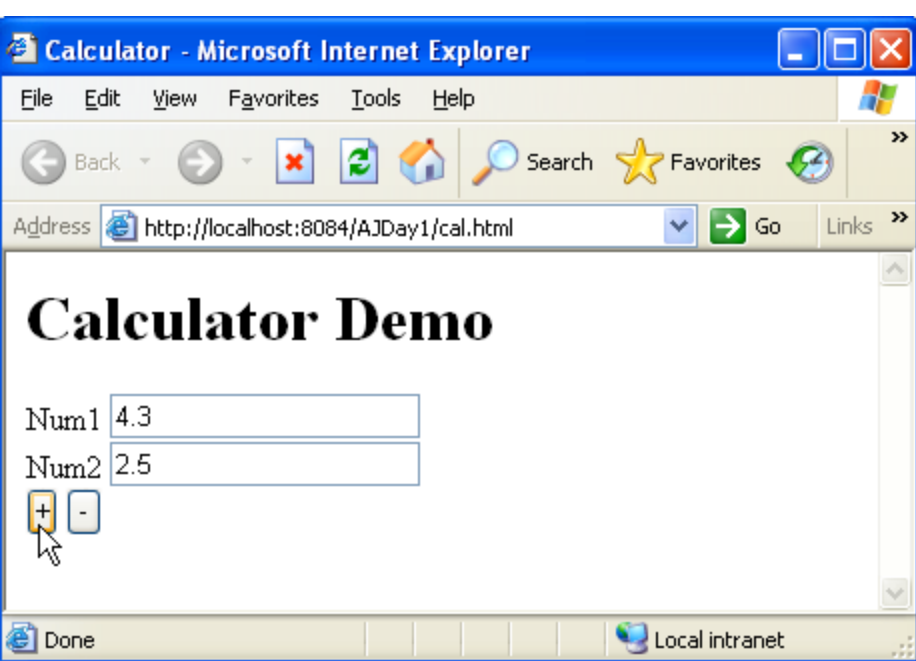 Calculator - Microsoft Internet Explorer
File Edit View Favorites Tools Help
Back Search Favorites »
Address http://localhost:8084/AJDay1/cal.html Go Links »
Calculator Demo
Num1 4.3
Num2 2.5
+ -
Done Local intranet